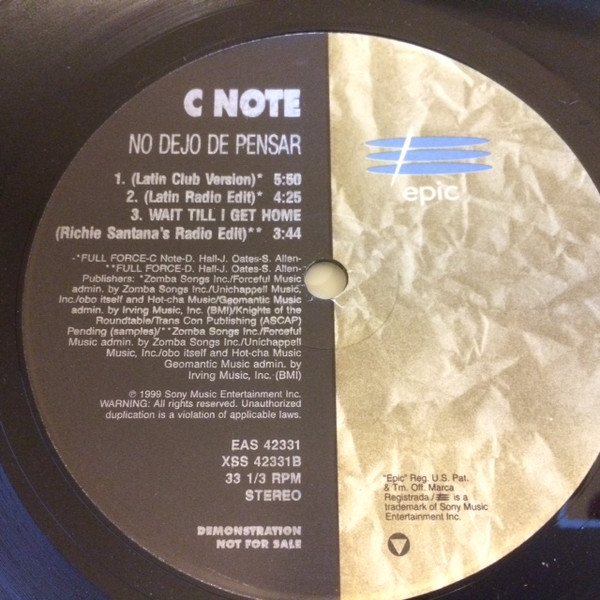 C NOTE
NO DEJO DE PENSAR
1. (Latin Club Version)* 5:50
2. (Latin Radio Edit)* 4:25
3. WAIT TILL I GET HOME
(Richie Santana's Radio Edit)** 3:44
-*FULL FORCE-C Note-D. Hall-J. Oates-S. Allen-
**FULL FORCE-D. Hall-J. Oates-S. Allen-
Publishers: *Zomba Songs Inc./Forceful Music
admin. by Zomba Songs Inc./Unichappell Music,
Inc./obo itself and Hot-cha Music/Geomantic Music
admin. by Irving Music, Inc. (BMI)/Knights of the
Roundtable/Trans Con Publishing (ASCAP)
Pending (samples)/**Zomba Songs Inc./Forceful
Music admin. by Zomba Songs Inc./Unichappell
Music, Inc./obo itself and Hot-cha Music
Geomantic Music admin. by
Irving Music, Inc. (BMI)
℗ 1999 Sony Music Entertainment Inc.
WARNING: All rights reserved. Unauthorized
duplication is a violation of applicable laws.
EAS 42331
XSS 42331B
33 1/3 RPM
STEREO
DEMONSTRATION
NOT FOR SALE
epic
"Epic" Reg. U.S. Pat.
& Tm. Off. Marca
Registrada./ is a
trademark of Sony Music
Entertainment Inc.